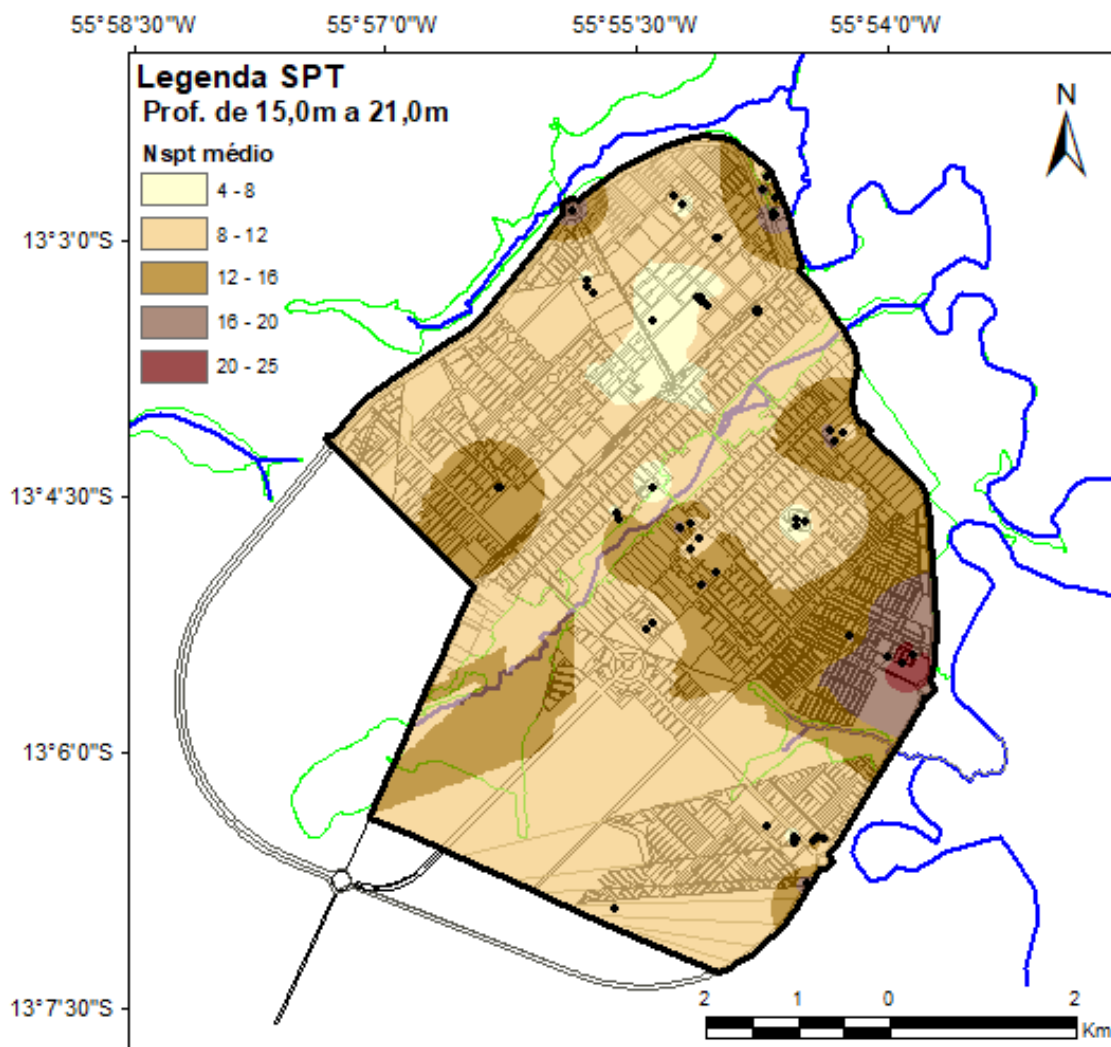 55°58'30"W 55°57'0"W 55°55'30"W 55°54'0"W
Legenda SPT
Prof. de 15,0m a 21,0m
Nspt médio
4 - 8
8 - 12
12 - 16
16 - 20
20 - 25
N
13°3'0"S
13°4'30"S
13°6'0"S
13°7'30"S
2 1 0 2
Km